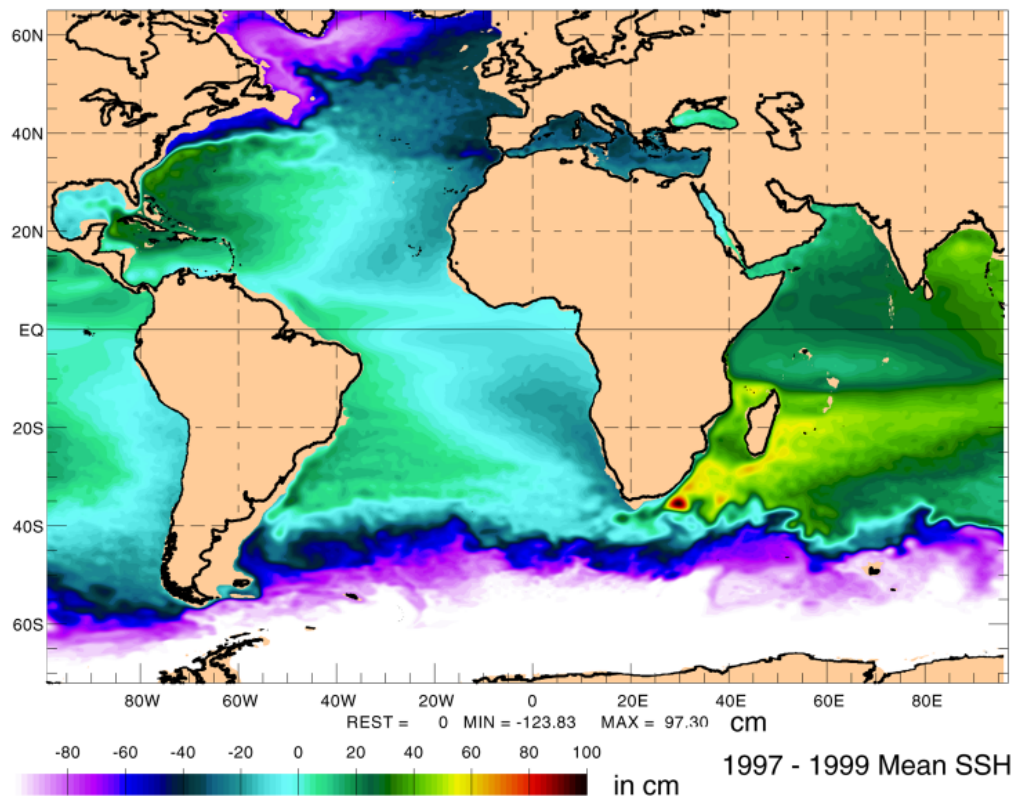 60N
40N
20N
EQ
20S
40S
60S
80W 60W 40W 20W 0 20E 40E 60E 80E
REST = 0 MIN = -123.83 MAX = 97.30 cm
-80 -60 -40 -20 0 20 40 60 80 100
in cm
1997 - 1999 Mean SSH